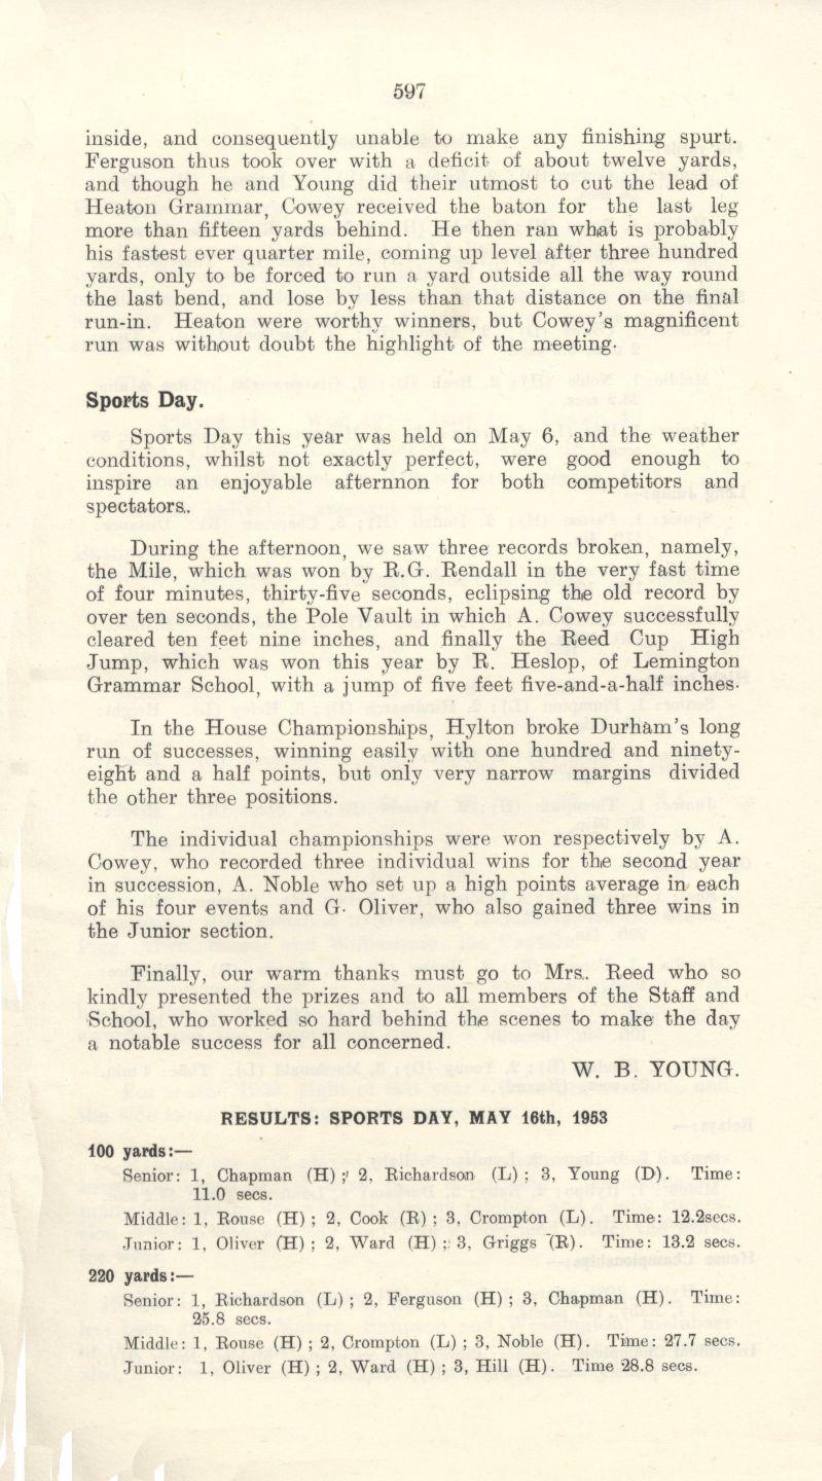 597
inside, and consequently unable to make any finishing spurt.
Ferguson thus took over with a deficit of about twelve yards,
and though he and Young did their utmost to cut the lead of
Heaton Grammar, Cowey received the baton for the last leg
more than fifteen yards behind. He then ran what is probably
his fastest ever quarter mile, coming up level after three hundred
yards, only to be forced to run a yard outside all the way round
the last bend, and lose by less than that distance on the final
run-in. Heaton were worthy winners, but Cowey's magnificent
run was without doubt the highlight of the meeting.
Sports Day.
Sports Day this year was held on May 6, and the weather
conditions, whilst not exactly perfect, were good enough to
inspire an enjoyable afternnon for both competitors and
spectators..
During the afternoon, we saw three records broken, namely,
the Mile, which was won by R.G. Rendall in the very fast time
of four minutes, thirty-five seconds, eclipsing the old record by
over ten seconds, the Pole Vault in which A. Cowey successfully
cleared ten feet nine inches, and finally the Reed Cup High
Jump, which was won this year by R. Heslop, of Lemington
Grammar School, with a jump of five feet five-and-a-half inches.
In the House Championships, Hylton broke Durham's long
run of successes, winning easily with one hundred and ninety-
eight and a half points, but only very narrow margins divided
the other three positions.
The individual championships were won respectively by A.
Cowey, who recorded three individual wins for the second year
in succession, A. Noble who set up a high points average in each
of his four events and G. Oliver, who also gained three wins in
the Junior section.
Finally, our warm thanks must go to Mrs.. Reed who so
kindly presented the prizes and to all members of the Staff and
School, who worked so hard behind the scenes to make the day
a notable success for all concerned.
W. B. YOUNG.
RESULTS: SPORTS DAY, MAY 16th, 1953
100 yards:—
Senior: 1, Chapman (H) ; 2, Richardson (L) ; 3, Young (D). Time:
11.0 secs.
Middle: 1, Rouse (H) ; 2, Cook (R) ; 3, Crompton (L). Time: 12.2secs.
Junior: 1, Oliver (H) ; 2, Ward (H) ; 3, Griggs (R). Time: 13.2 secs.
220 yards:—
Senior: 1, Richardson (L) ; 2, Ferguson (H) ; 3, Chapman (H). Time:
25.8 secs.
Middle: 1, Rouse (H) ; 2, Crompton (L) ; 3, Noble (H). Time: 27.7 secs.
Junior: 1, Oliver (H) ; 2, Ward (H) ; 3, Hill (H). Time 28.8 secs.